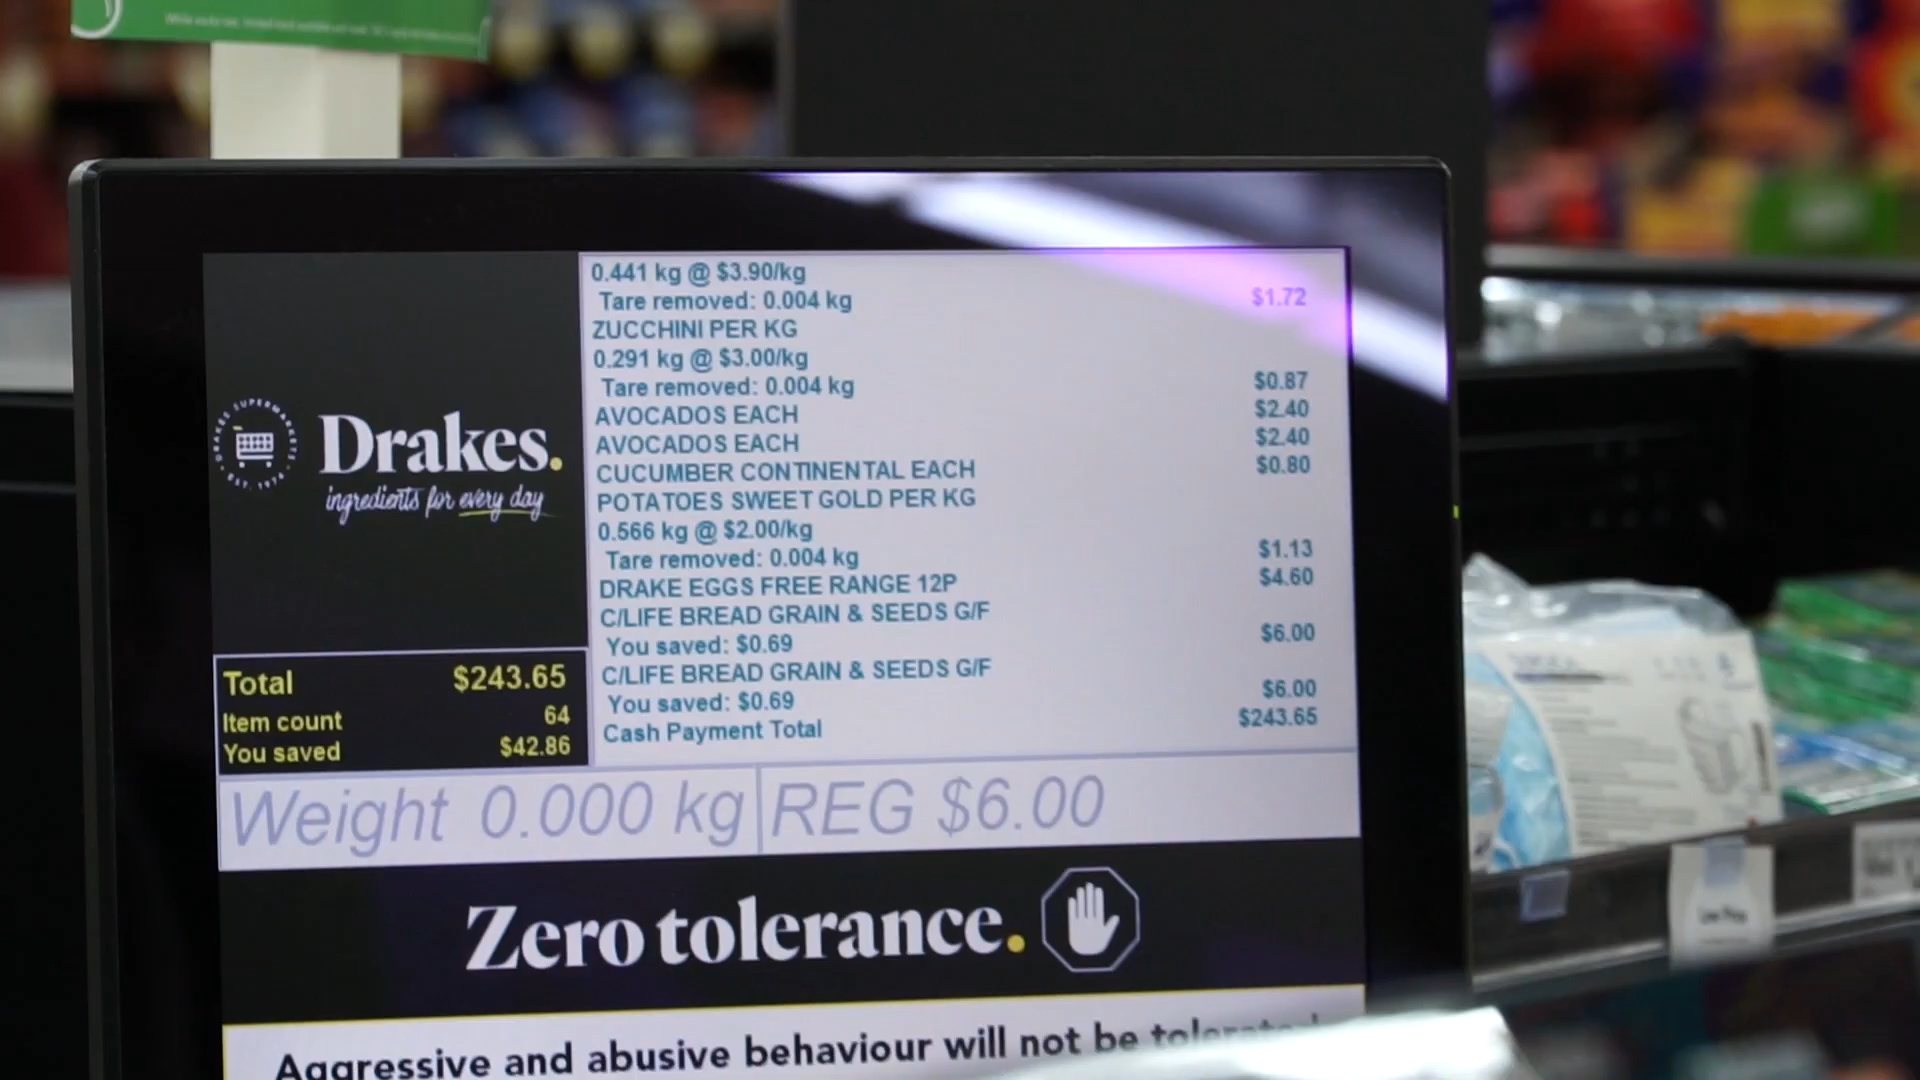 0.441 kg @ $3.90/kg
Tare removed: 0.004 kg $1.72
ZUCCHINI PER KG
0.291 kg @ $3.00/kg
Tare removed: 0.004 kg $0.87
AVOCADOS EACH $2.40
AVOCADOS EACH $2.40
CUCUMBER CONTINENTAL EACH $0.80
POTATOES SWEET GOLD PER KG
0.566 kg @ $2.00/kg
Tare removed: 0.004 kg $1.13
DRAKE EGGS FREE RANGE 12P $4.60
C/LIFE BREAD GRAIN & SEEDS G/F
You saved: $0.69 $6.00
C/LIFE BREAD GRAIN & SEEDS G/F
You saved: $0.69 $6.00
Cash Payment Total $243.65
DRAKES SUPERMARKETS
EST. 1974
Drakes.
ingredients for every day
Total $243.65
Item count 64
You saved $42.86
Weight 0.000 kg REG $6.00
Zero tolerance.
Aggressive and abusive behaviour will not be
Low Price